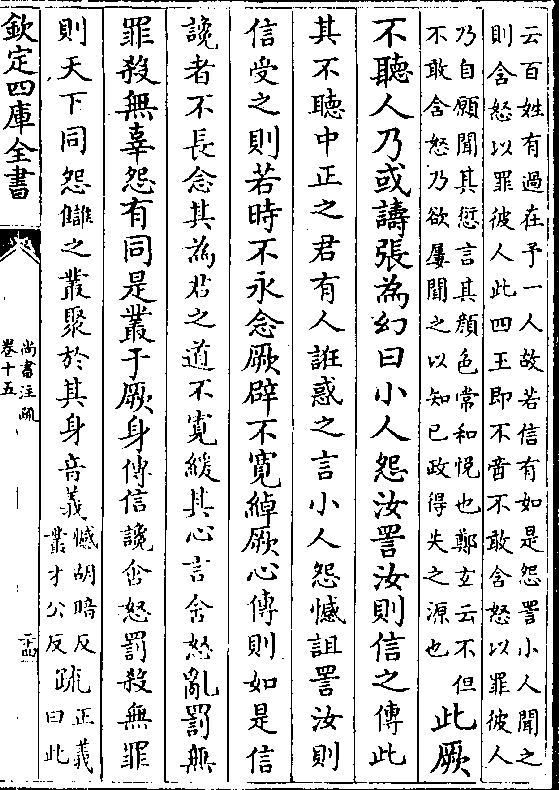 云百姓有過在予一人故若信有如是怨詈小人聞之
則含怒以罪彼人此四王即不啻不敢含怒以罪彼人
乃自願聞其愆言其顔色常和悅也鄭𤣥云不但
不敢含怒乃欲屢聞之以知己政得失之源也
此厥
不聽人乃或譸張為幻曰小人怨汝詈汝則信之傳此
其不聽中正之君有人誑惑之言小人怨憾詛詈汝則
信受之則若時不永念厥辟不寛綽厥心傳則如是信
讒者不長念其為君之道不寛緩其心言含怒亂罰無
罪殺無辜怨有同是叢于厥身傳信讒含怒罰殺無罪
則天下同怨讎之叢聚於其身音義
憾胡暗反
叢才公反
疏
正義
曰此
欽定四庫全書
尚書注疏
卷十五
二十四